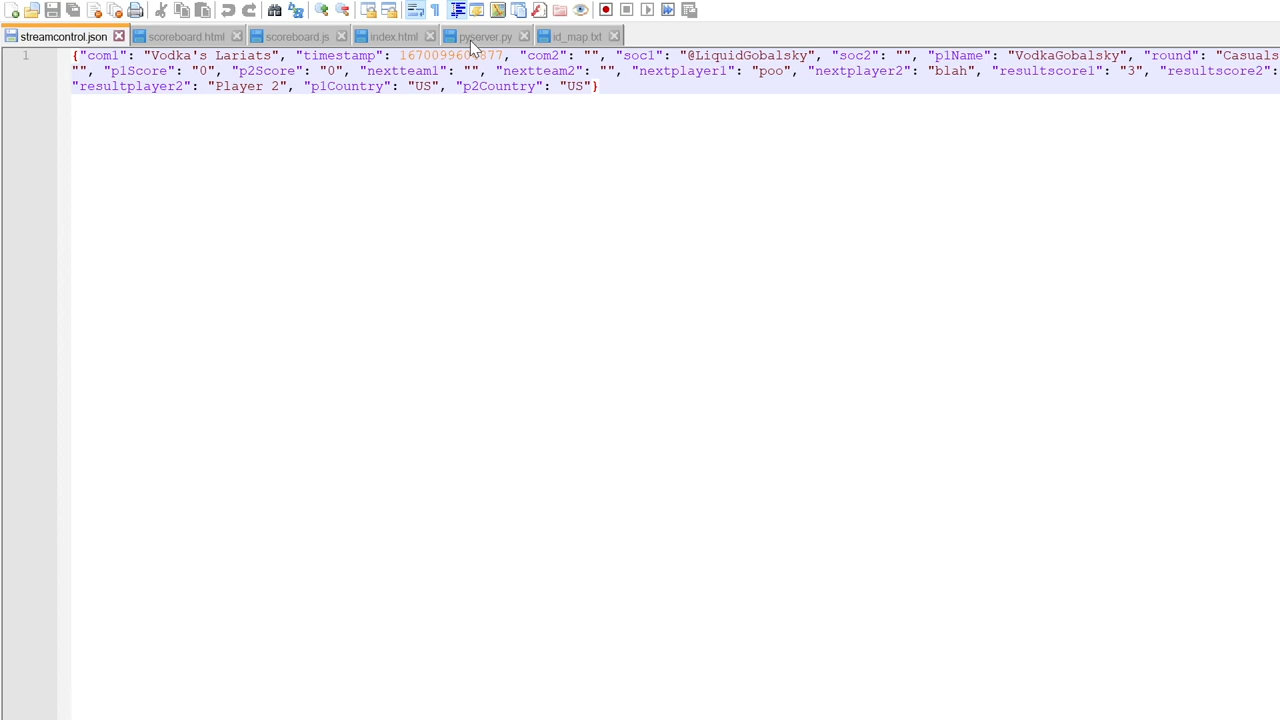 streamcontrol.json scoreboard.html scoreboard.js index.html pyserver.py id_map.txt
1 {"com1": "Vodka's Lariats", "timestamp": 1670099609877, "com2": "", "soc1": "@LiquidGobalsky", "soc2": "", "p1Name": "VodkaGobalsky", "round": "Casuals
"", "p1Score": "0", "p2Score": "0", "nextteam1": "", "nextteam2": "", "nextplayer1": "poo", "nextplayer2": "blah", "resultscore1": "3", "resultscore2":
"resultplayer2": "Player 2", "p1Country": "US", "p2Country": "US"}